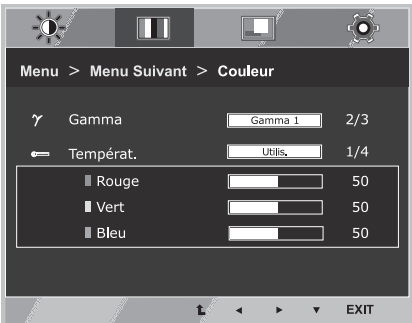 Menu > Menu Suivant > Couleur
γ Gamma Gamma 1 2/3
Températ. Utilis. 1/4
Rouge 50
Vert 50
Bleu 50
EXIT